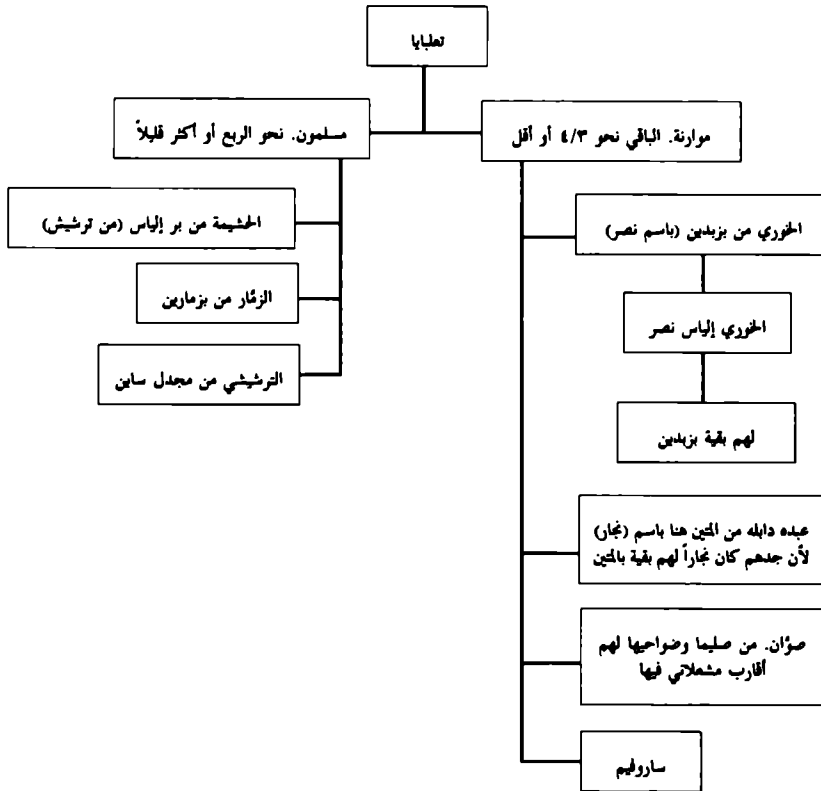 تعلبايا
موارنة. الباقي نحو ٤/٣ أو أقل
مسلمون. نحو الربع أو أكثر قليلاً
الخوري من بزبدين (باسم نصر)
الخوري إلياس نصر
لهم بقية بزبدين
عبده دابله من المتين هنا باسم (نجار)
لأن جدهم كان نجاراً لهم بقية بالمتين
صوّان. من صليما وضواحيها لهم
أقارب مشعلاني فيها
ساروفيم
الحشيمة من بر إلياس (من ترشيش)
الزمّار من بزمارين
الترشيشي من مجدل سابن